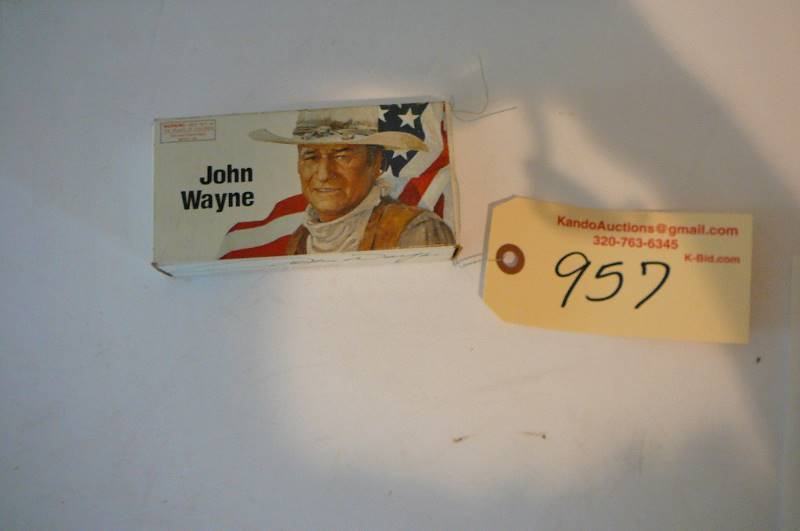 John
Wayne
KandoAuctions@gmail.com
320-763-6345
K-Bid.com
957